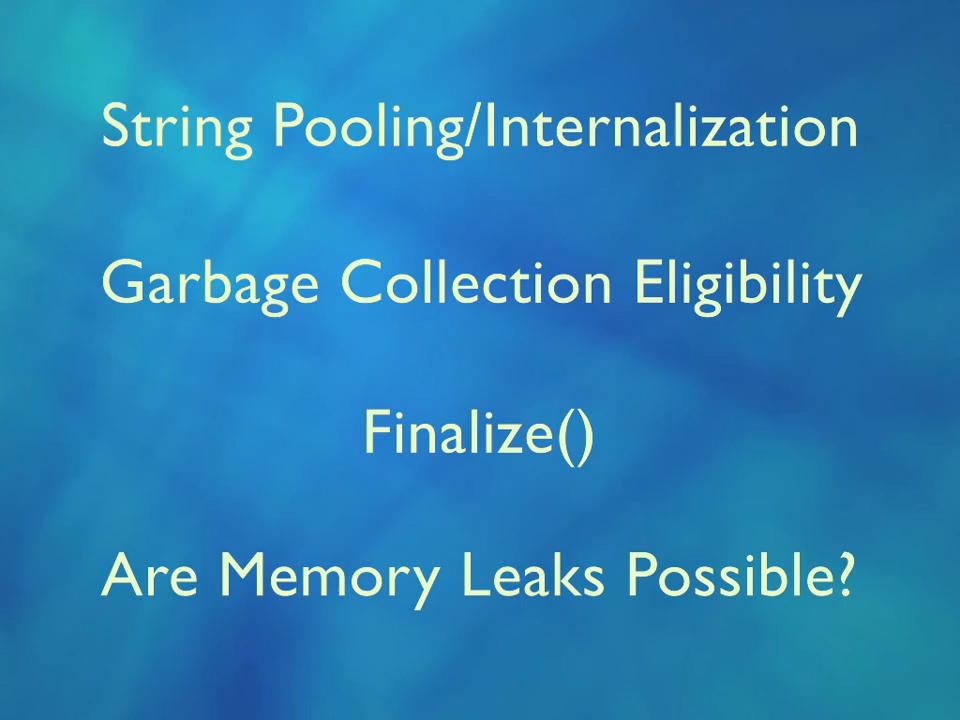 String Pooling/Internalization
Garbage Collection Eligibility
Finalize()
Are Memory Leaks Possible?